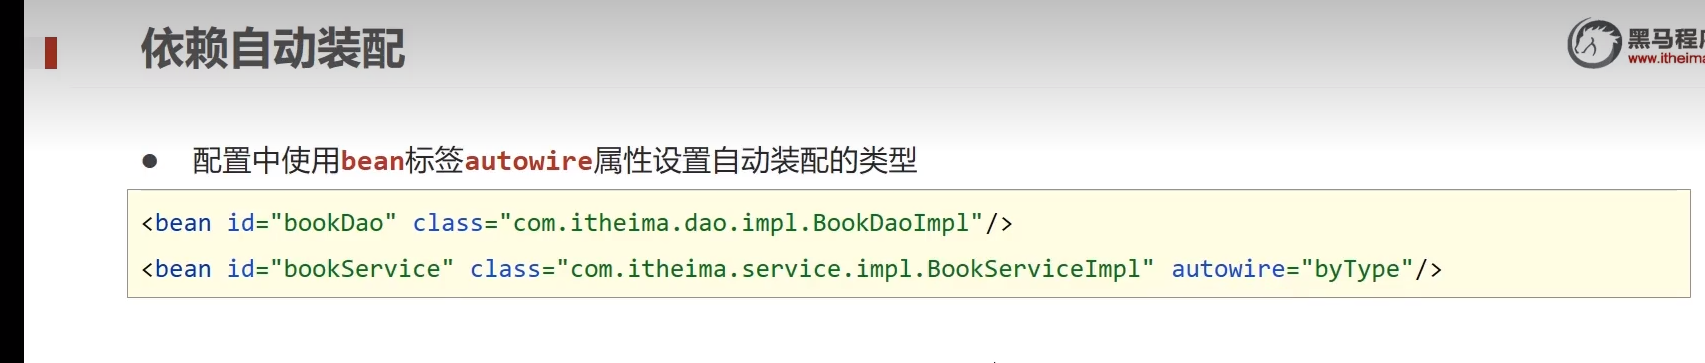 依赖自动装配
黑马程序
www.itheima
● 配置中使用bean标签autowire属性设置自动装配的类型
<bean id="bookDao" class="com.itheima.dao.impl.BookDaoImpl"/>
<bean id="bookService" class="com.itheima.service.impl.BookServiceImpl" autowire="byType"/>